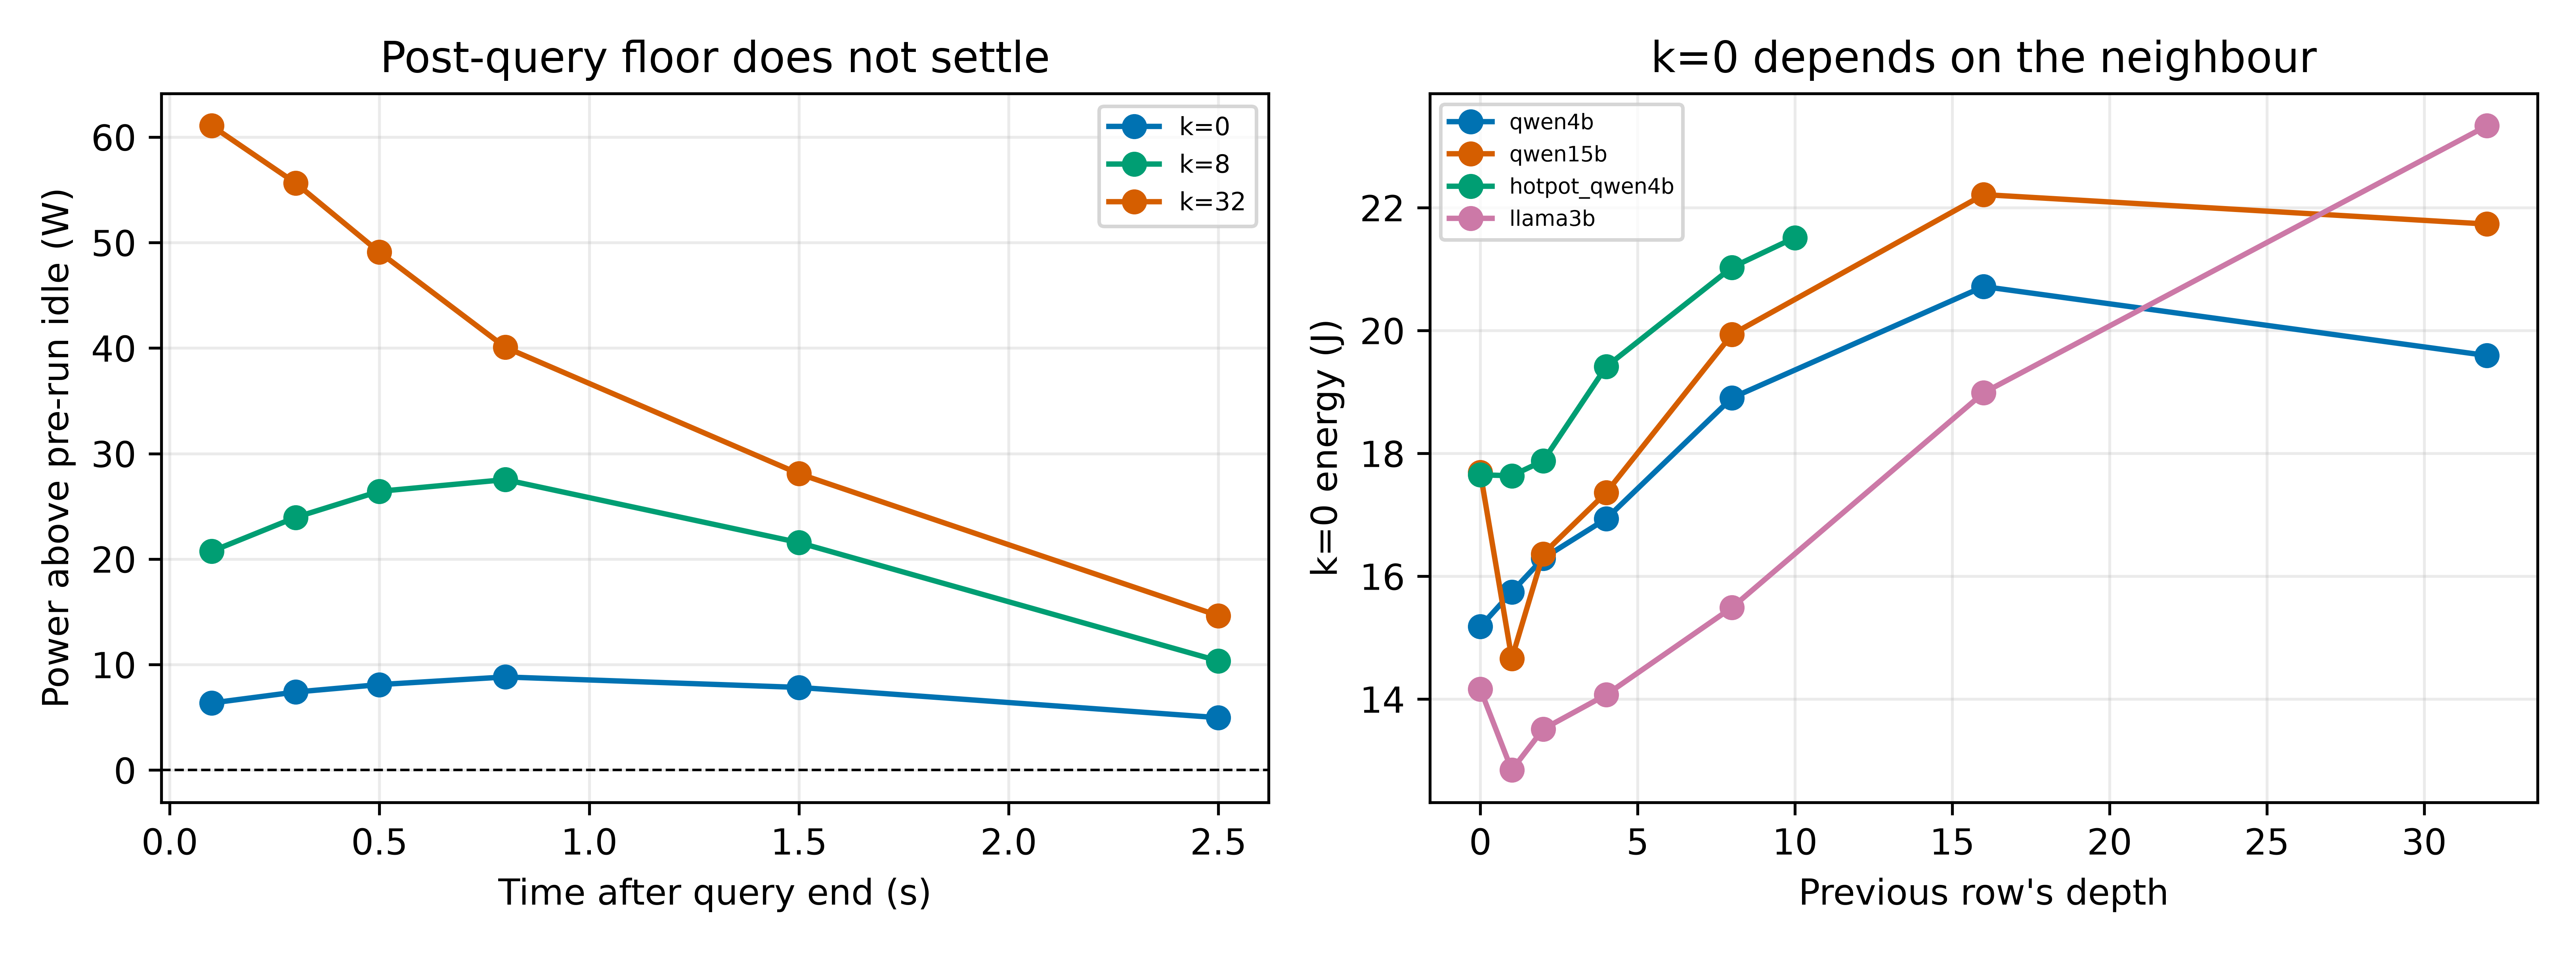 Post-query floor does not settle
Power above pre-run idle (W)
60
50
40
30
20
10
0
k=0
k=8
k=32
0.0
0.5
1.0
1.5
2.0
2.5
Time after query end (s)
k=0 depends on the neighbour
k=0 energy (J)
22
20
18
16
14
qwen4b
qwen15b
hotpot_qwen4b
llama3b
0
5
10
15
20
25
30
Previous row's depth